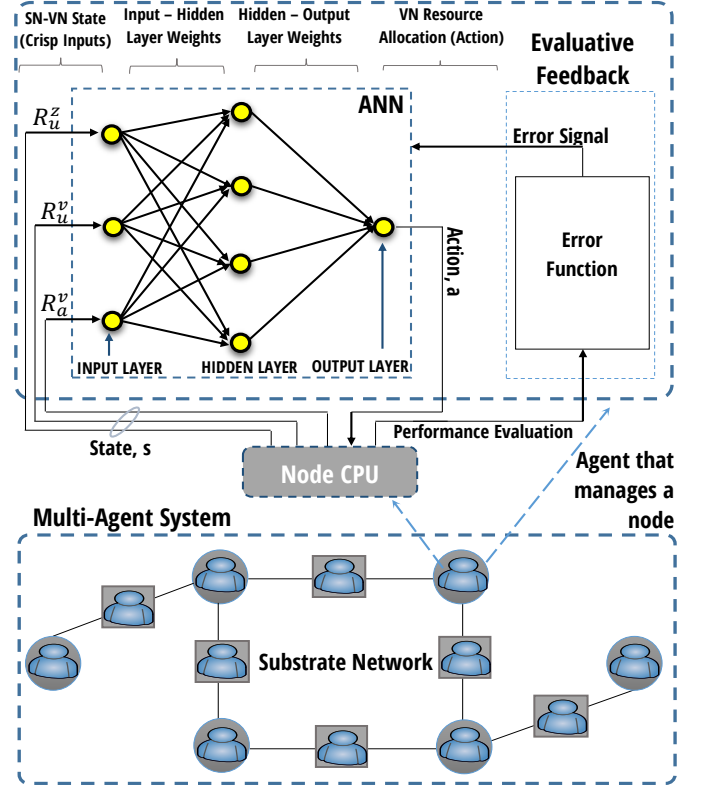 SN-VN State
(Crisp Inputs)
Input – Hidden
Layer Weights
Hidden – Output
Layer Weights
VN Resource
Allocation (Action)
Evaluative
Feedback
ANN
Error Signal
$R_u^z$
$R_u^v$
$R_a^v$
Action, a
Error
Function
INPUT LAYER
HIDDEN LAYER
OUTPUT LAYER
State, s
Performance Evaluation
Node CPU
Agent that
manages a
node
Multi-Agent System
Substrate Network